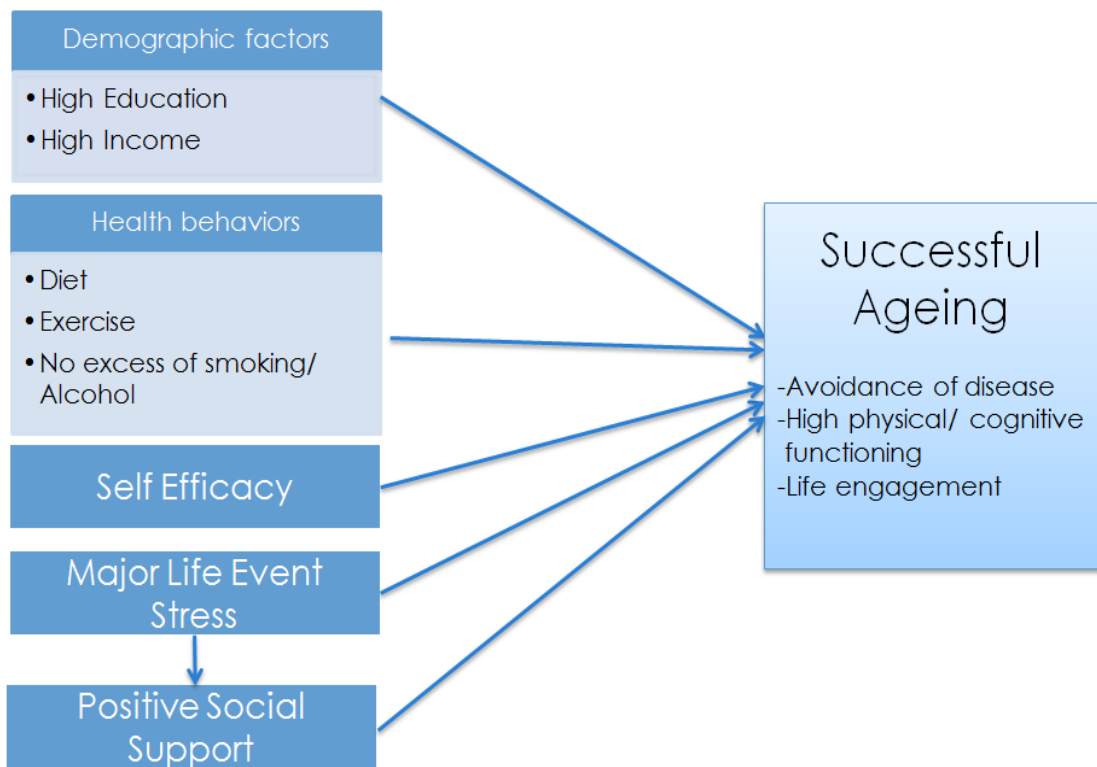 Demographic factors
•High Education
•High Income
Health behaviors
•Diet
•Exercise
•No excess of smoking/
Alcohol
Self Efficacy
Major Life Event
Stress
Positive Social
Support
Successful
Ageing
-Avoidance of disease
-High physical/ cognitive
functioning
-Life engagement